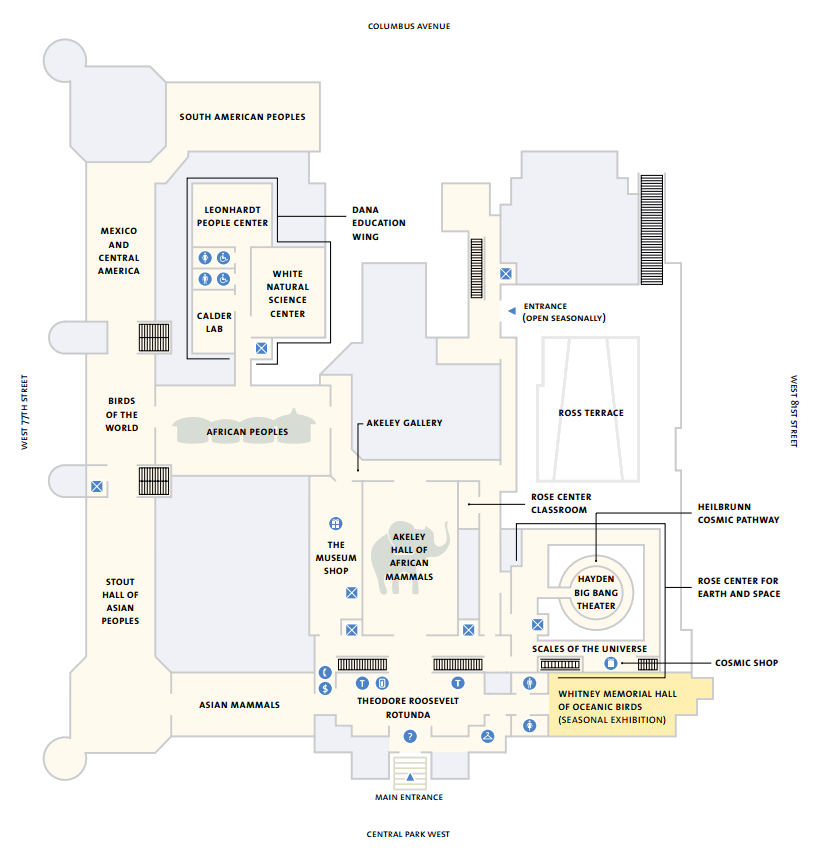 COLUMBUS AVENUE
SOUTH AMERICAN PEOPLES
LEONHARDT
PEOPLE CENTER
DANA
EDUCATION
WING
MEXICO
AND
CENTRAL
AMERICA
WHITE
NATURAL
SCIENCE
CENTER
CALDER
LAB
ENTRANCE
(OPEN SEASONALLY)
WEST 77TH STREET
BIRDS
OF THE
WORLD
AFRICAN PEOPLES
AKELEY GALLERY
ROSS TERRACE
WEST 81ST STREET
ROSE CENTER
CLASSROOM
HEILBRUNN
COSMIC PATHWAY
THE
MUSEUM
SHOP
AKELEY
HALL OF
AFRICAN
MAMMALS
STOUT
HALL OF
ASIAN
PEOPLES
HAYDEN
BIG BANG
THEATER
ROSE CENTER FOR
EARTH AND SPACE
SCALES OF THE UNIVERSE
COSMIC SHOP
$
T
T
ASIAN MAMMALS
THEODORE ROOSEVELT
ROTUNDA
WHITNEY MEMORIAL HALL
OF OCEANIC BIRDS
(SEASONAL EXHIBITION)
?
MAIN ENTRANCE
CENTRAL PARK WEST